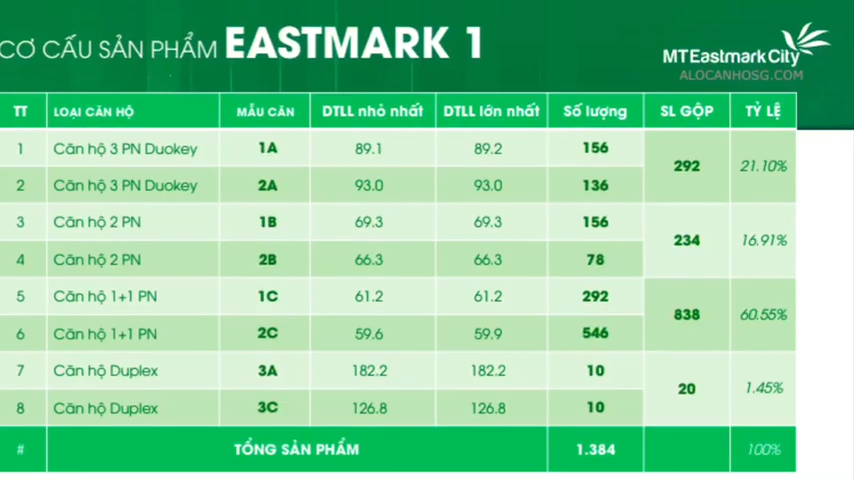 CƠ CẤU SẢN PHẨM EASTMARK 1
MTEastmark City
ALOCANHOSG.COM
TT LOẠI CĂN HỘ MẪU CĂN DTLL nhỏ nhất DTLL lớn nhất Số lượng SL GỘP TỶ LỆ
1 Căn hộ 3 PN Duokey 1A 89.1 89.2 156
292 21.10%
2 Căn hộ 3 PN Duokey 2A 93.0 93.0 136
3 Căn hộ 2 PN 1B 69.3 69.3 156
234 16.91%
4 Căn hộ 2 PN 2B 66.3 66.3 78
5 Căn hộ 1+1 PN 1C 61.2 61.2 292
838 60.55%
6 Căn hộ 1+1 PN 2C 59.6 59.9 546
7 Căn hộ Duplex 3A 182.2 182.2 10
20 1.45%
8 Căn hộ Duplex 3C 126.8 126.8 10
# TỔNG SẢN PHẨM 1.384 100%